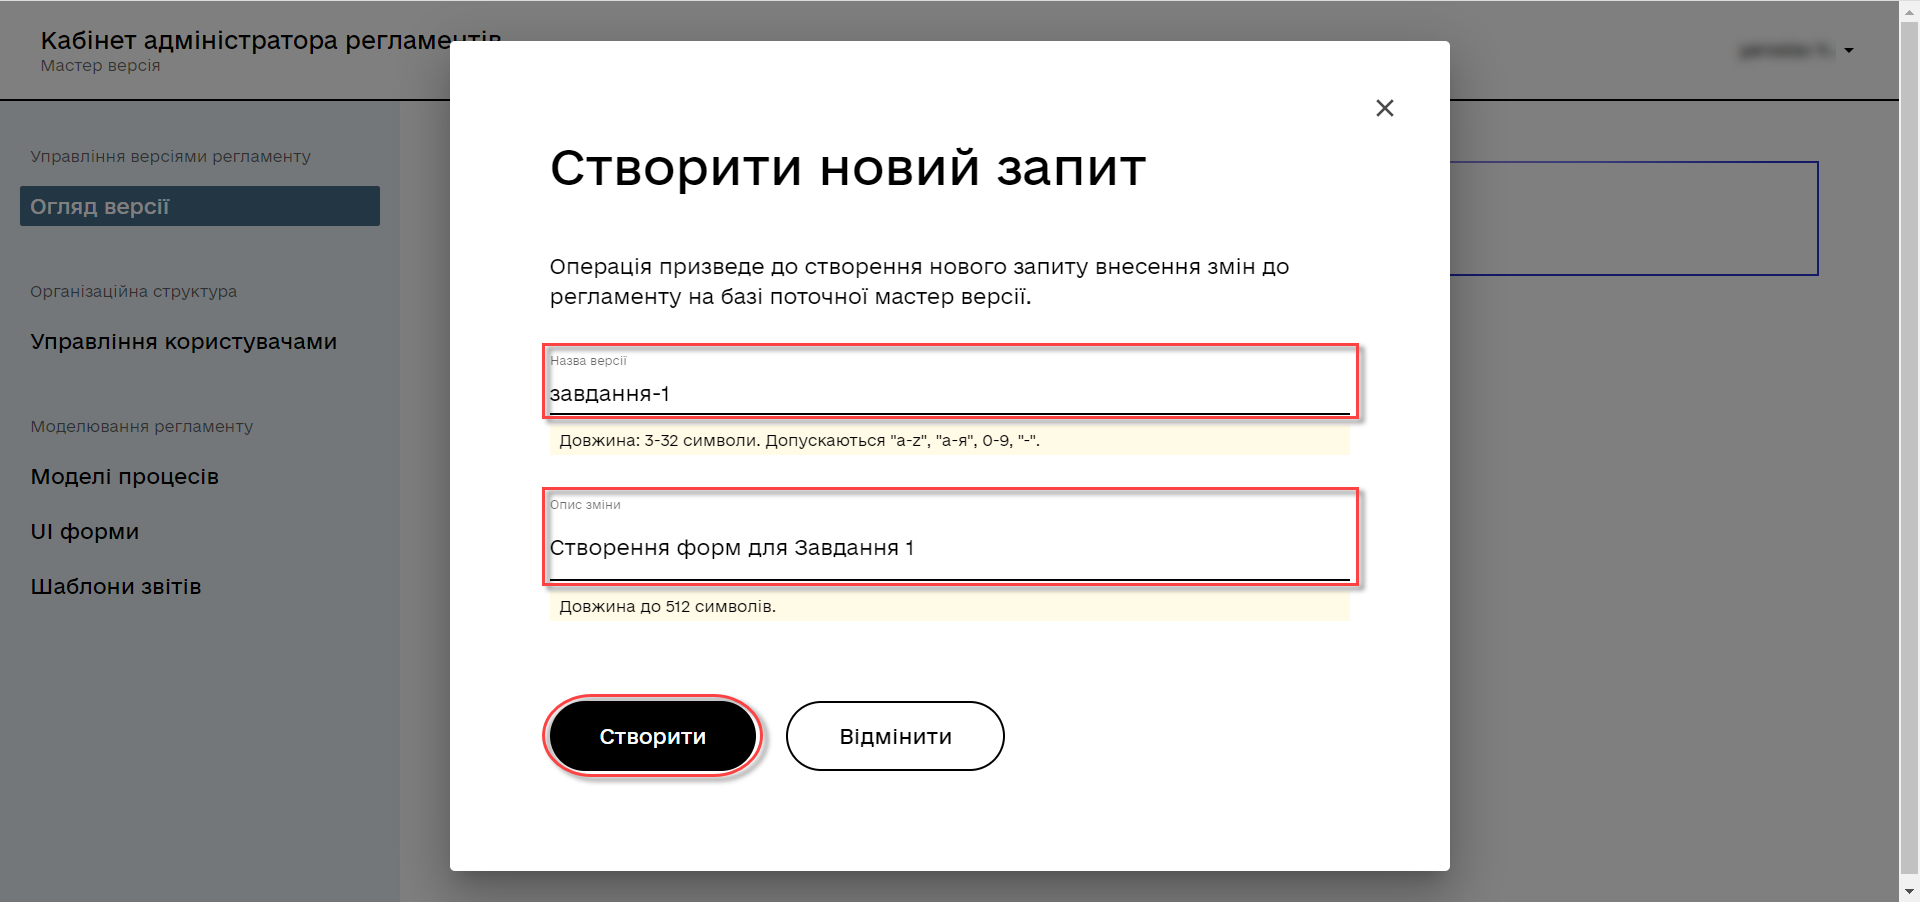 Кабінет адміністратора регламентів
Мастер версія
Управління версіями регламенту
Огляд версії
Організаційна структура
Управління користувачами
Моделювання регламенту
Моделі процесів
UI форми
Шаблони звітів
Створити новий запит
Операція призведе до створення нового запиту внесення змін до
регламенту на базі поточної мастер версії.
Назва версії
завдання-1
Довжина: 3-32 символи. Допускаються "a-z", "а-я", 0-9, "-".
Опис зміни
Створення форм для Завдання 1
Довжина до 512 символів.
Створити
Відмінити